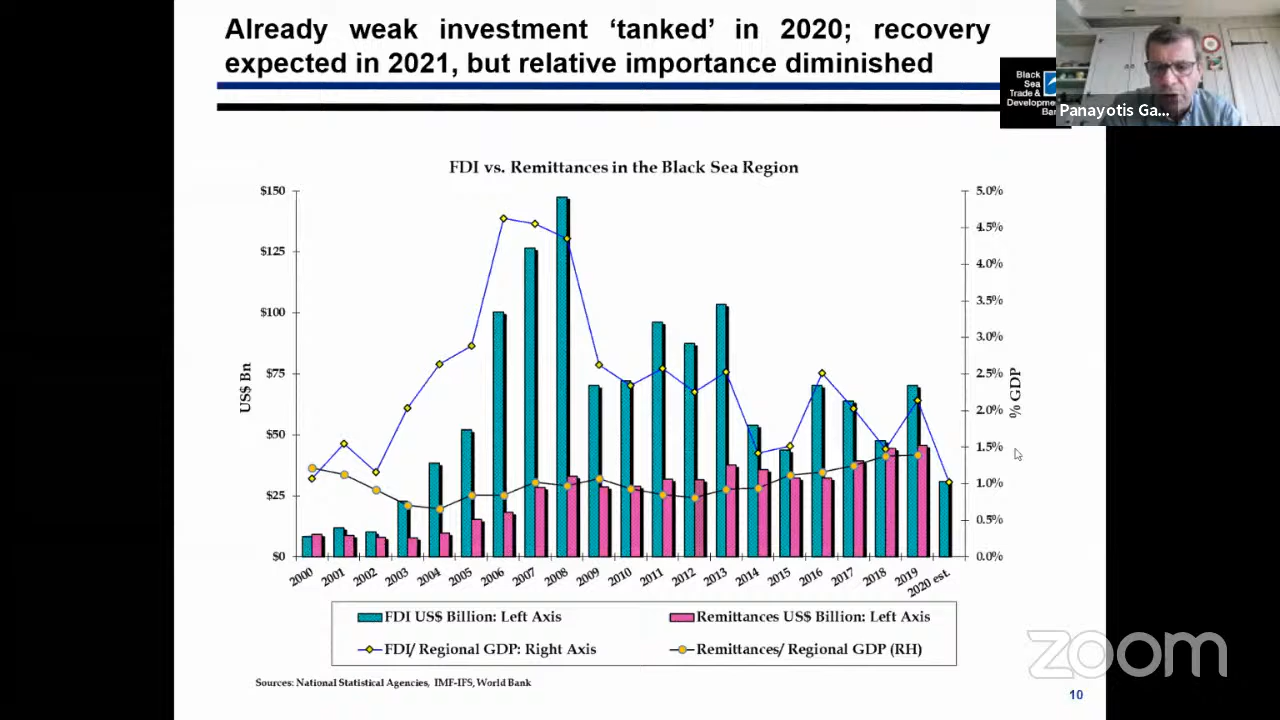 Already weak investment ‘tanked’ in 2020; recovery
expected in 2021, but relative importance diminished
Black
Sea
Trade &
Developme
Ban
Panayotis Ga...
FDI vs. Remittances in the Black Sea Region
$150
$125
$100
$75
$50
$25
$0
US$ Bn
5.0%
4.5%
4.0%
3.5%
3.0%
2.5%
2.0%
1.5%
1.0%
0.5%
0.0%
% GDP
2000 2001 2002 2003 2004 2005 2006 2007 2008 2009 2010 2011 2012 2013 2014 2015 2016 2017 2018 2019 2020 est.
FDI US$ Billion: Left Axis
Remittances US$ Billion: Left Axis
FDI/ Regional GDP: Right Axis
Remittances/ Regional GDP (RH)
Sources: National Statistical Agencies, IMF-IFS, World Bank
zoom
10